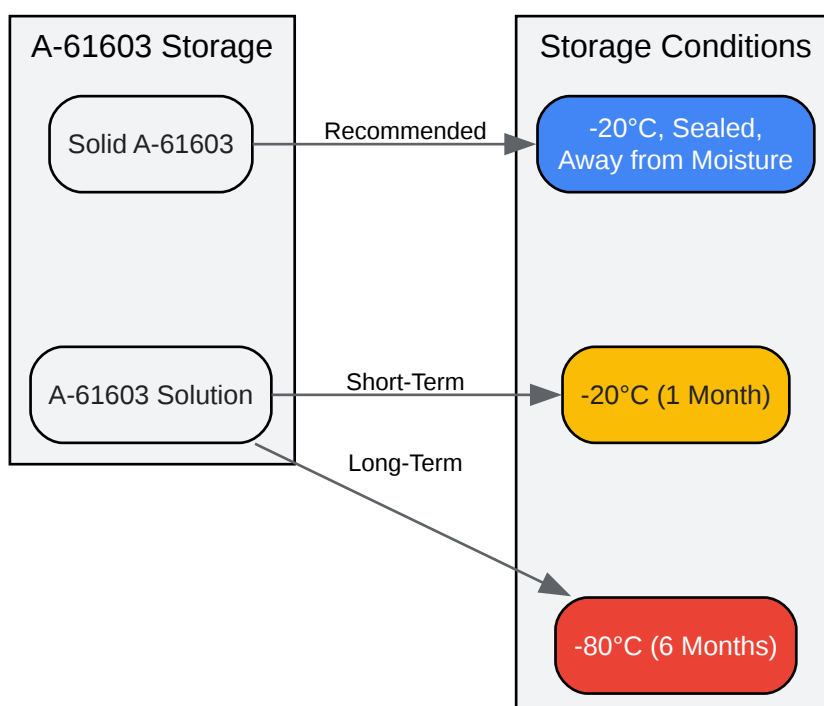 A-61603 Storage
Storage Conditions
Solid A-61603
Recommended
-20°C, Sealed,
Away from Moisture
A-61603 Solution
Short-Term
-20°C (1 Month)
Long-Term
-80°C (6 Months)